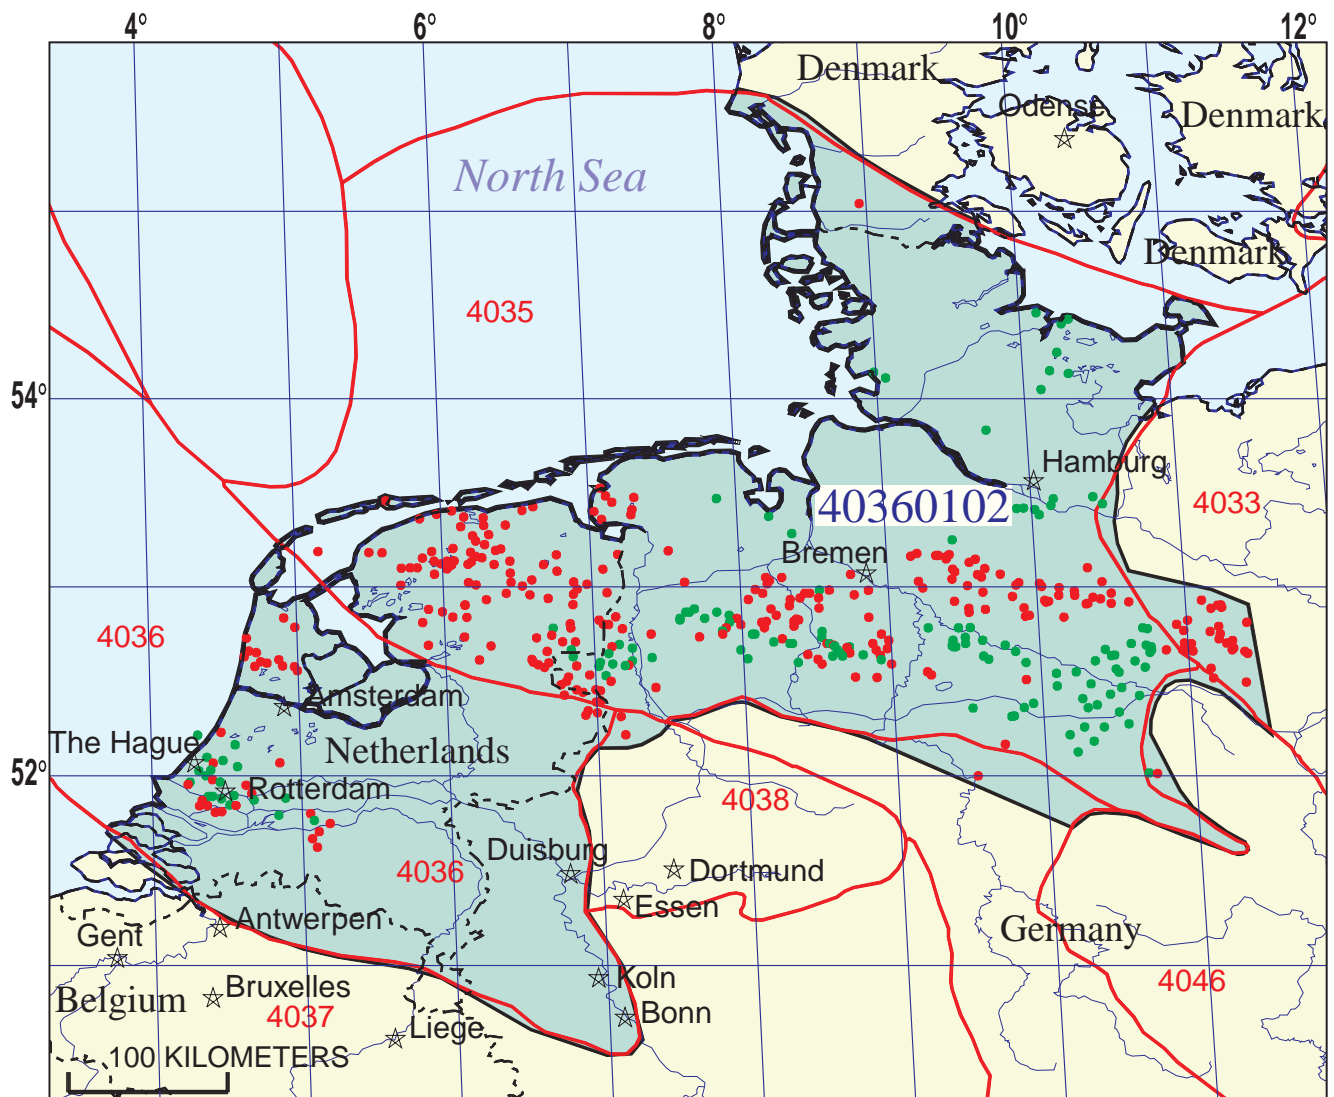 4° 6° 8° 10° 12°
Denmark
Odense
Denmark
North Sea
Denmark
4035
54°
Hamburg
40360102
4033
Bremen
4036
Amsterdam
The Hague
Netherlands
52°
Rotterdam
4038
Duisburg
4036
Dortmund
Essen
Antwerpen
Gent
Germany
Koln
4046
Belgium
Bruxelles
4037
Bonn
Liege
100 KILOMETERS